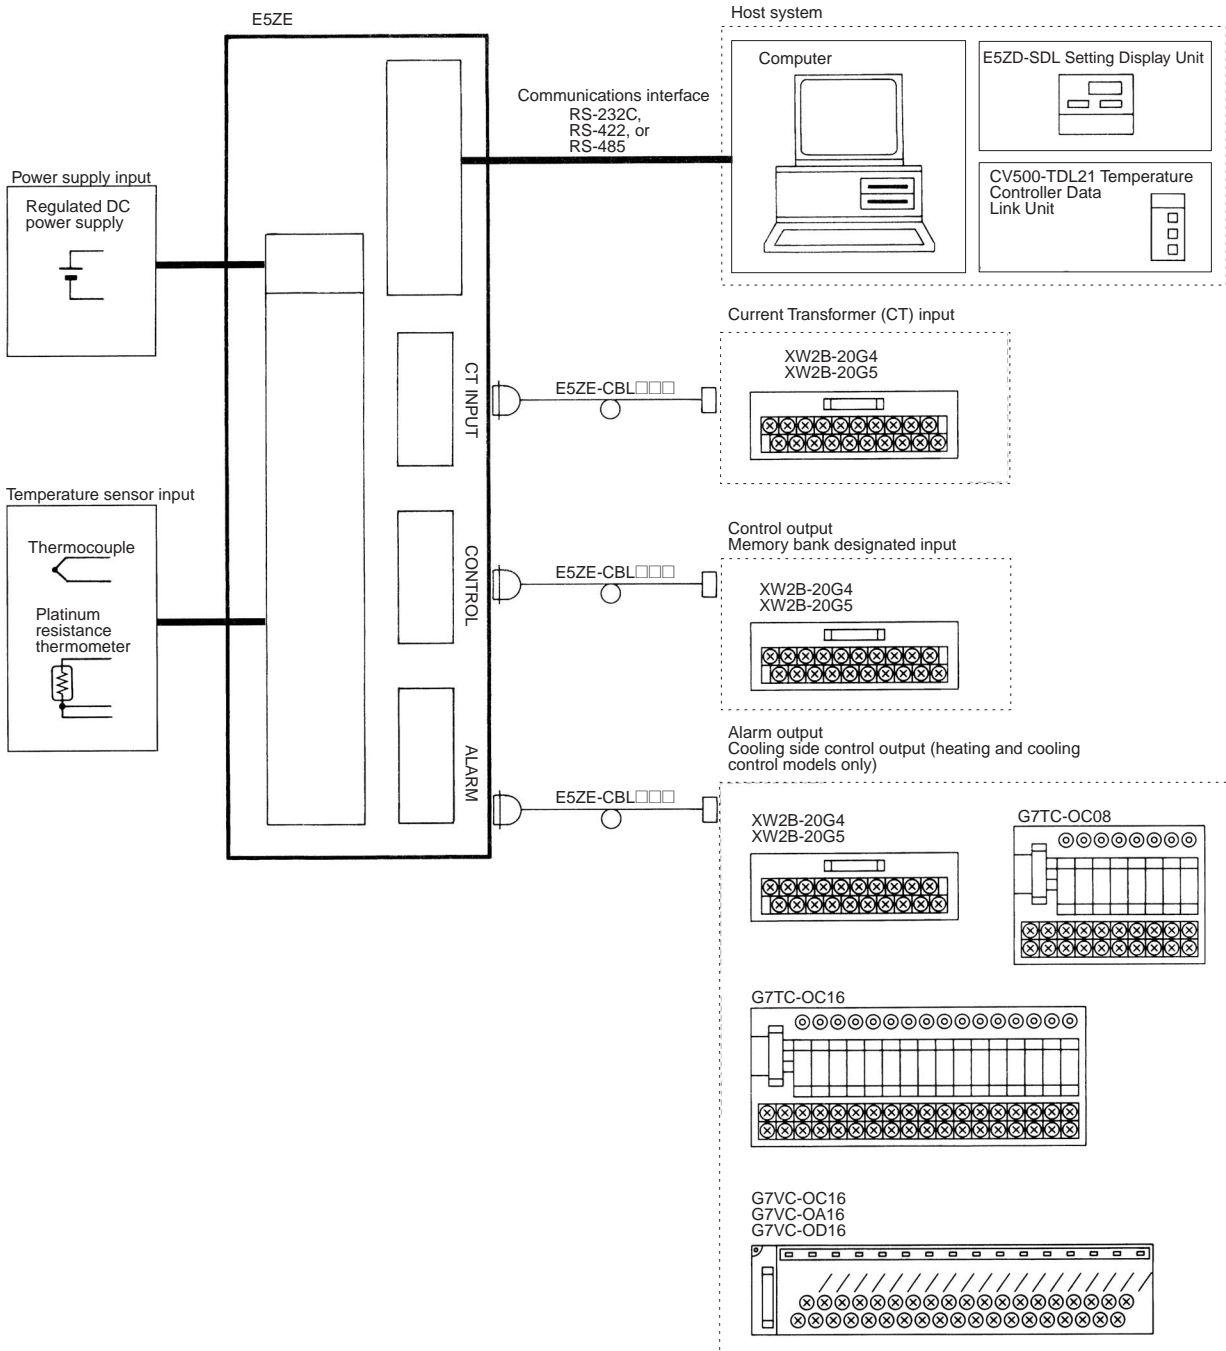 E5ZE
Host system
Computer
E5ZD-SDL Setting Display Unit
Communications interface
RS-232C,
RS-422, or
RS-485
CV500-TDL21 Temperature
Controller Data
Link Unit
Power supply input
Regulated DC
power supply
Current Transformer (CT) input
XW2B-20G4
XW2B-20G5
CT INPUT
E5ZE-CBL□□□
Temperature sensor input
Thermocouple
Platinum
resistance
thermometer
Control output
Memory bank designated input
CONTROL
E5ZE-CBL□□□
XW2B-20G4
XW2B-20G5
Alarm output
Cooling side control output (heating and cooling
control models only)
ALARM
E5ZE-CBL□□□
XW2B-20G4
XW2B-20G5
G7TC-OC08
G7TC-OC16
G7VC-OC16
G7VC-OA16
G7VC-OD16